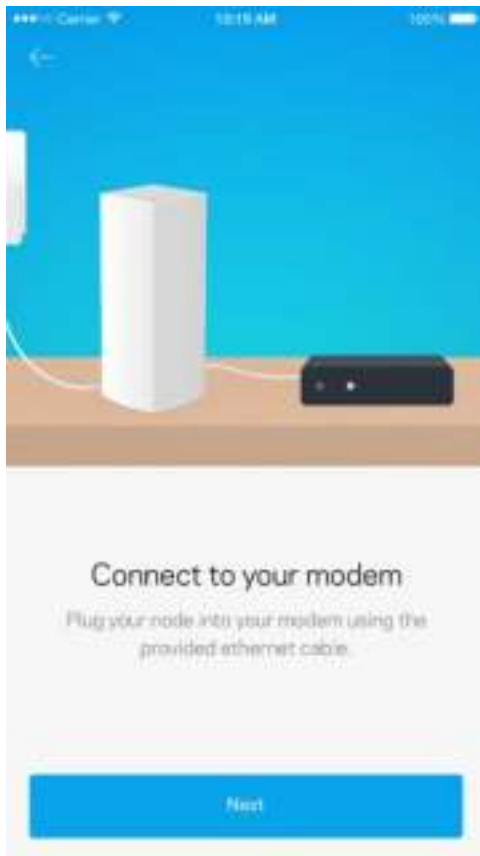 Carrier 10:19 AM 100%
Connect to your modem
Plug your node into your modem using the
provided ethernet cable.
Next